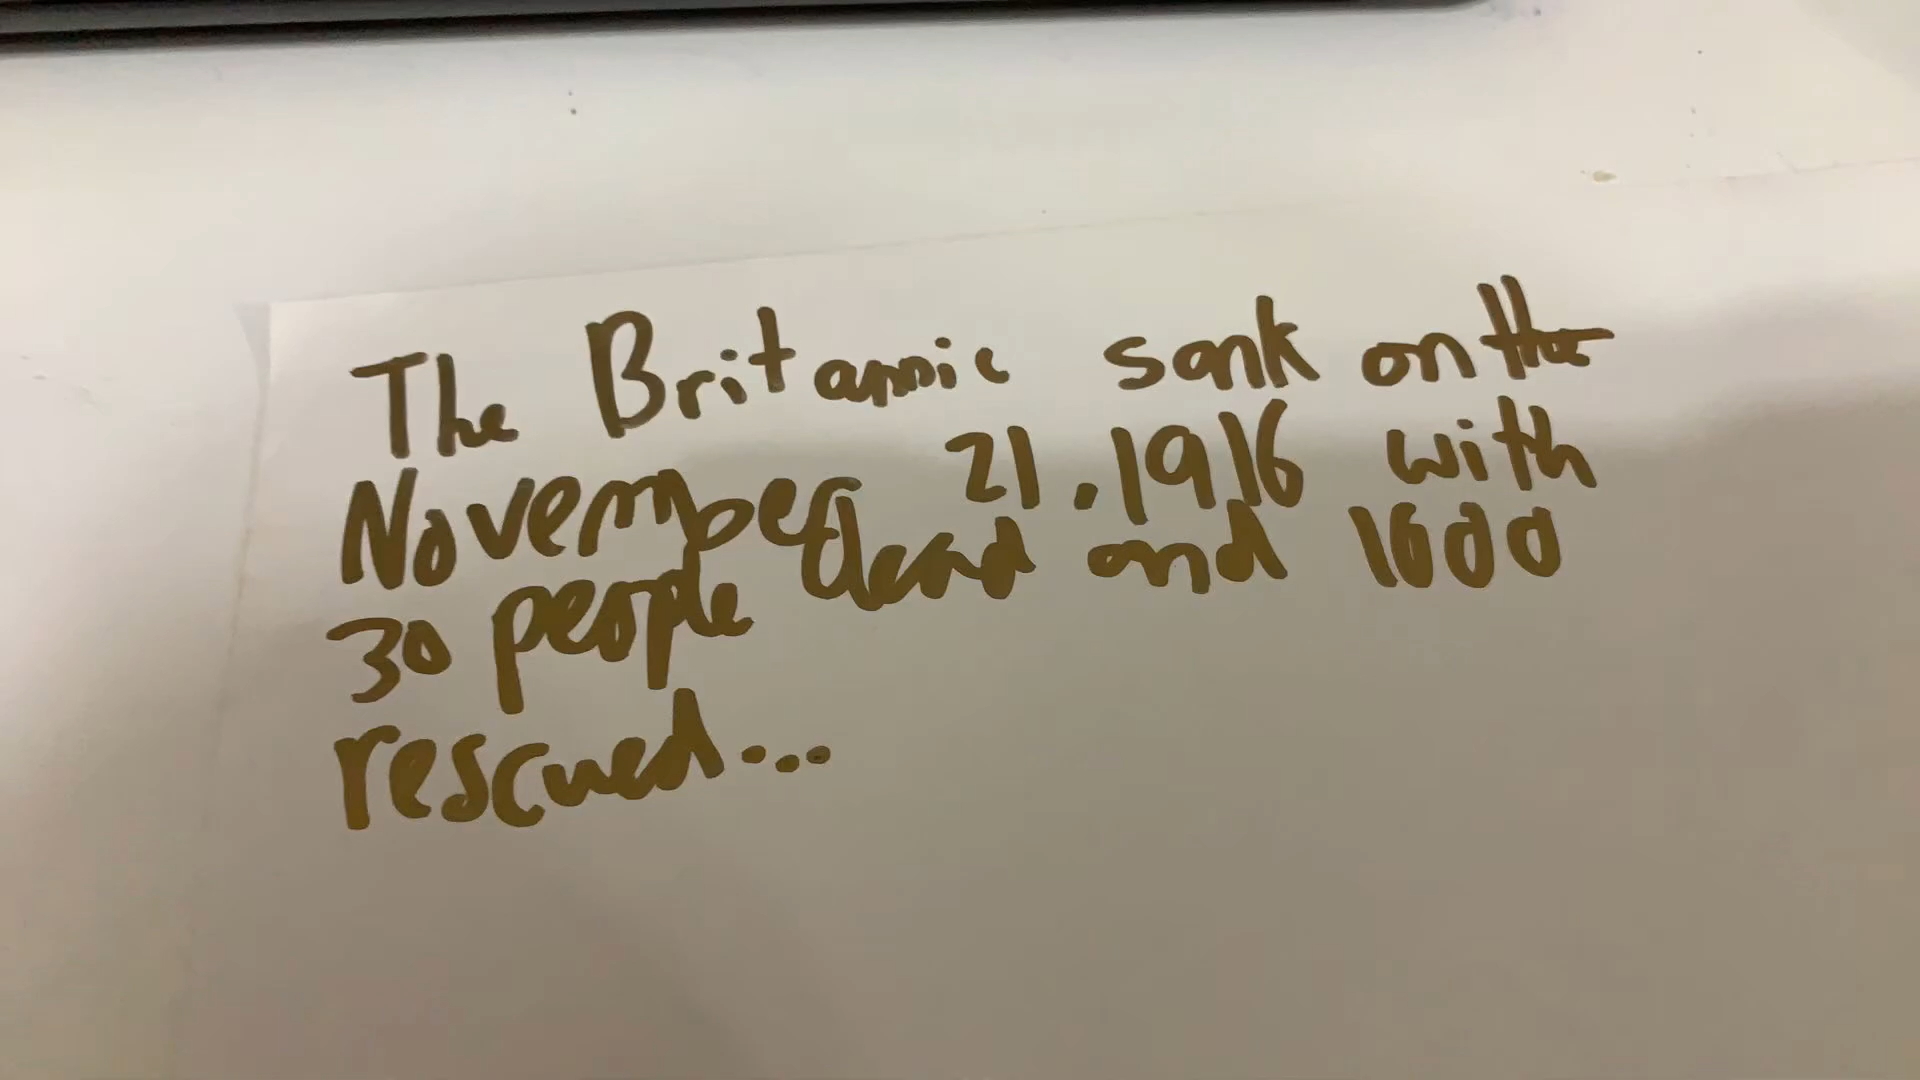 The Britannic sank on the
November 21.1916 with
30 people dead and 1000
rescued...